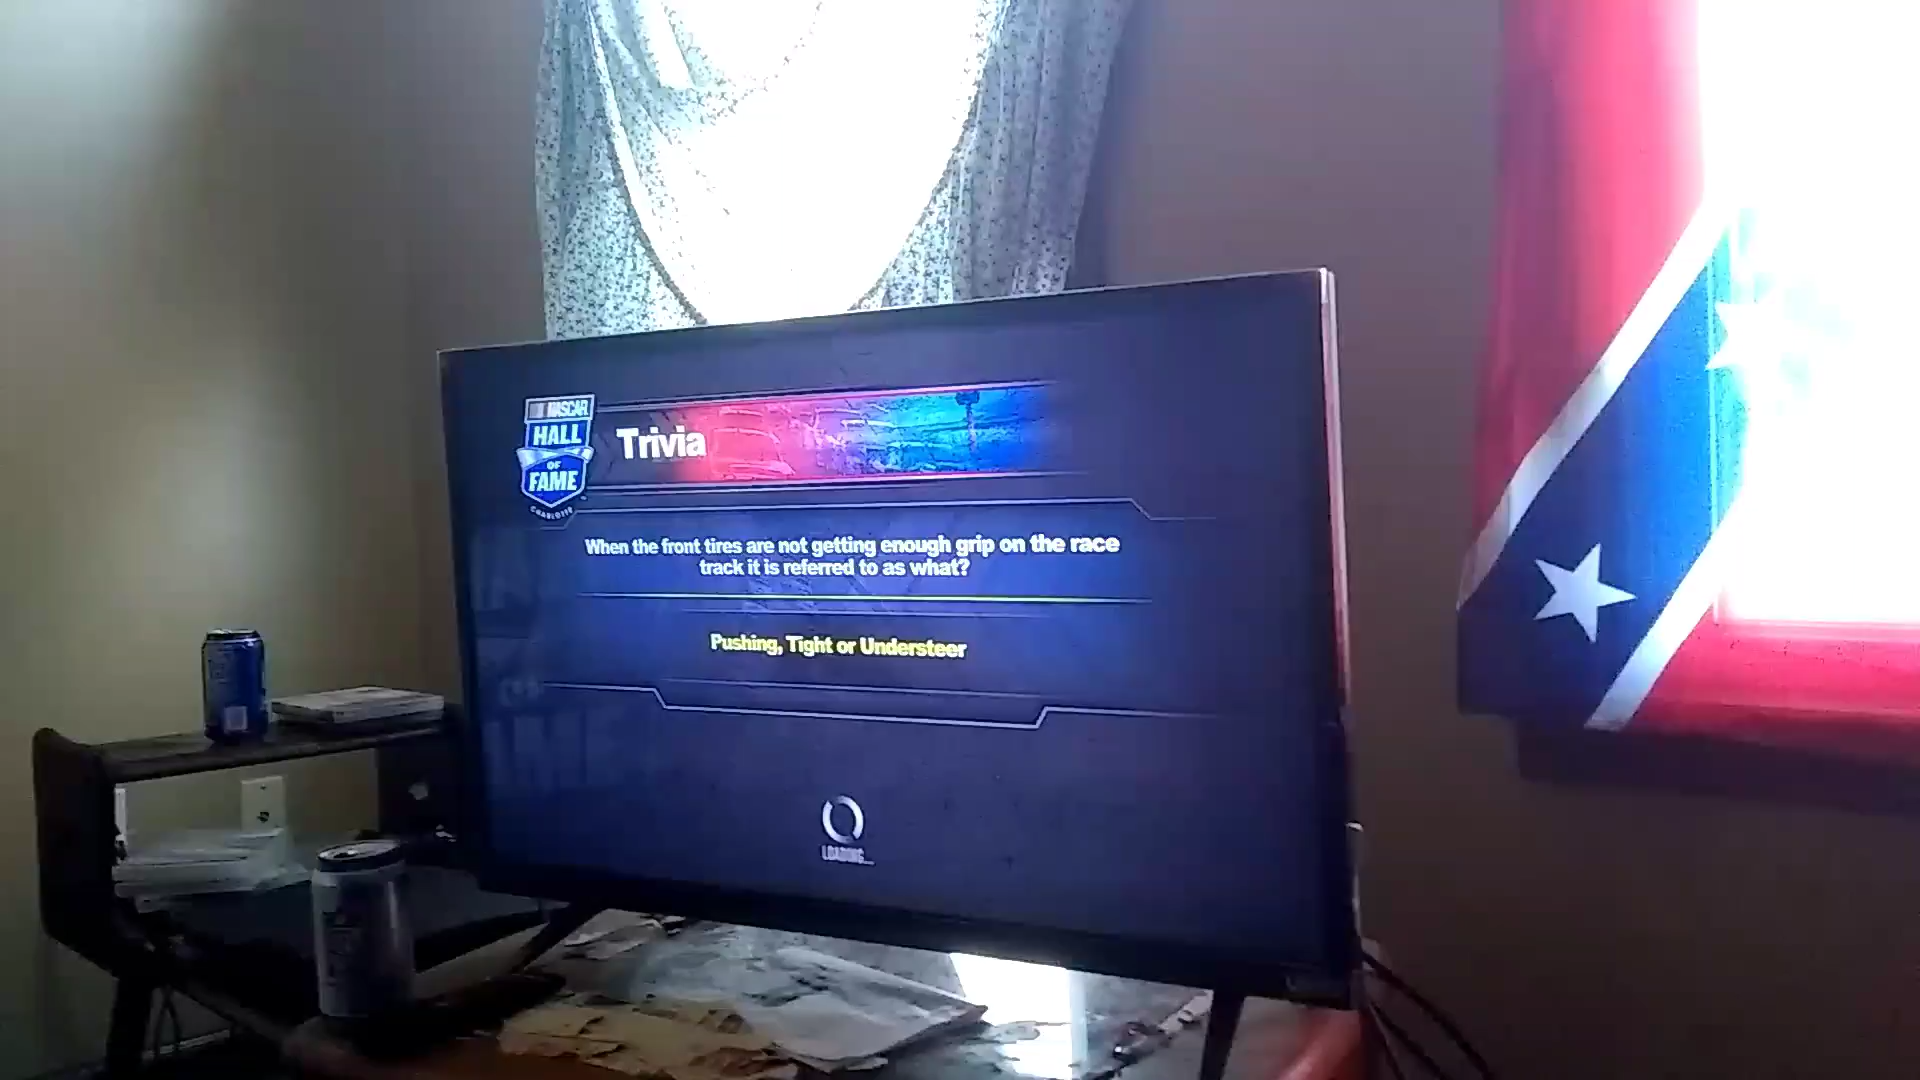 NASCAR
HALL
OF
FAME
CHARLOTTE
Trivia
When the front tires are not getting enough grip on the race
track it is referred to as what?
Pushing, Tight or Understeer
LOADING...